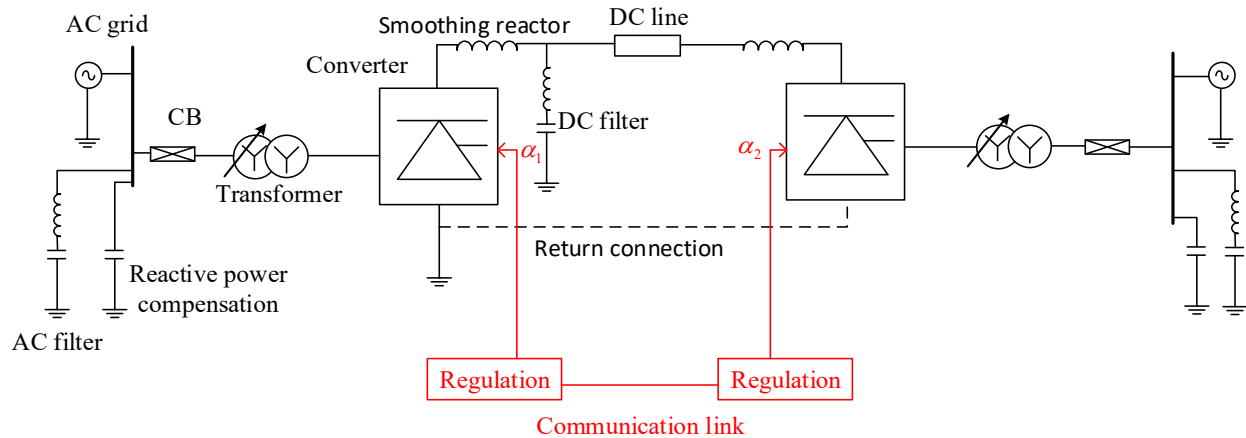 AC grid
Smoothing reactor
DC line
Converter
CB
DC filter
α1
α2
Transformer
Return connection
Reactive power
compensation
AC filter
Regulation
Regulation
Communication link